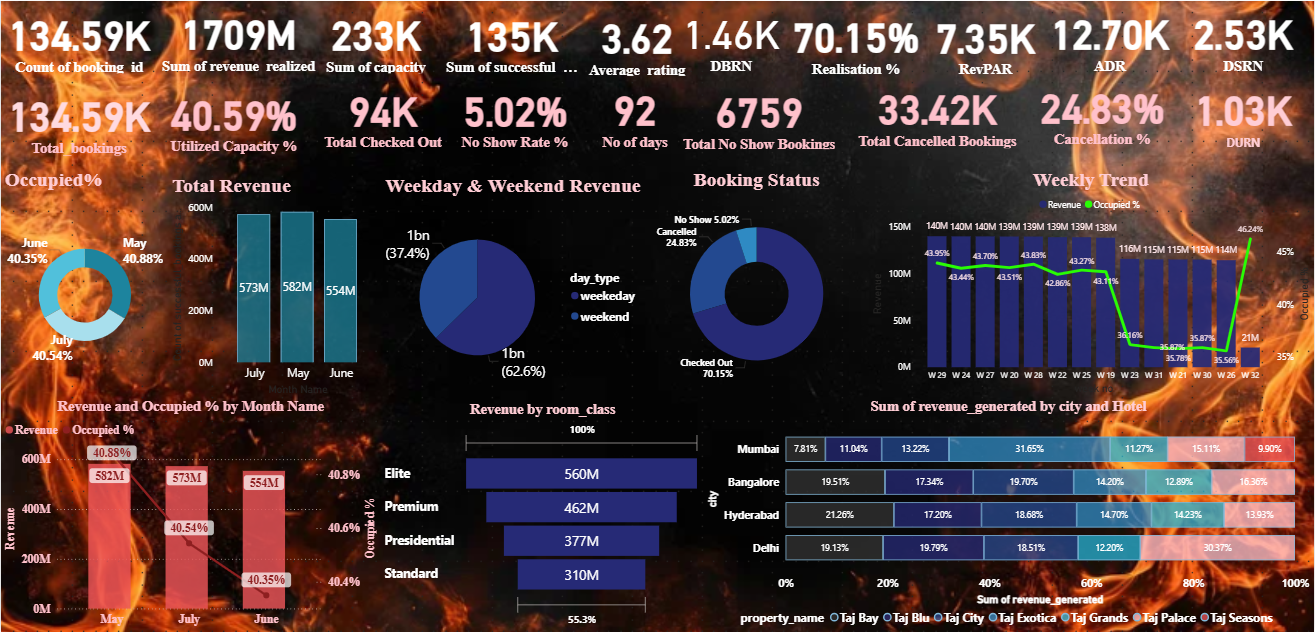 134.59K 1709M 233K 135K 3.62 1.46K 70.15% 7.35K 12.70K 2.53K
Count of booking_id Sum of revenue_realized Sum of capacity Sum of successful ... Average_rating DBRN Realisation % RevPAR ADR DSRN
134.59K 40.59% 94K 5.02% 92 6759 33.42K 24.83% 1.03K
Total_bookings Utilized Capacity % Total Checked Out No Show Rate % No of days Total No Show Bookings Total Cancelled Bookings Cancellation % DURN
Occupied%
June
40.35%
May
40.88%
July
40.54%
Total Revenue
600M
400M
200M
0M
573M 582M 554M
July May June
Month Name
Weekday & Weekend Revenue
1bn
(37.4%)
1bn
(62.6%)
day_type
weekeday
weekend
Booking Status
No Show 5.02%
Cancelled
24.83%
Checked Out
70.15%
Weekly Trend
Revenue Occupied %
150M
100M
50M
0M
Revenue
140M 140M 140M 139M 139M 139M 139M 138M 116M 115M 115M 115M 114M 21M
43.95% 43.44% 43.70% 43.51% 43.83% 42.86% 43.27% 43.11% 36.16% 35.87% 35.78% 35.87% 35.56% 46.24%
W 29 W 24 W 27 W 20 W 28 W 22 W 25 W 19 W 23 W 31 W 21 W 30 W 26 W 32
45%
40%
35%
Revenue and Occupied % by Month Name
Revenue Occupied %
600M
400M
200M
0M
Revenue
40.88%
582M 573M 554M
40.54%
40.35%
May July June
40.8%
40.6%
40.4%
Occupied %
Revenue by room_class
100%
Elite 560M
Premium 462M
Presidential 377M
Standard 310M
55.3%
Sum of revenue_generated by city and Hotel
city
Mumbai 7.81% 11.04% 13.22% 31.65% 11.27% 15.11% 9.90%
Bangalore 19.51% 17.34% 19.70% 14.20% 12.89% 16.36%
Hyderabad 21.26% 17.20% 18.68% 14.70% 14.23% 13.93%
Delhi 19.13% 19.79% 18.51% 12.20% 30.37%
0% 20% 40% 60% 80% 100%
Sum of revenue_generated
property_name Taj Bay Taj Blu Taj City Taj Exotica Taj Grands Taj Palace Taj Seasons